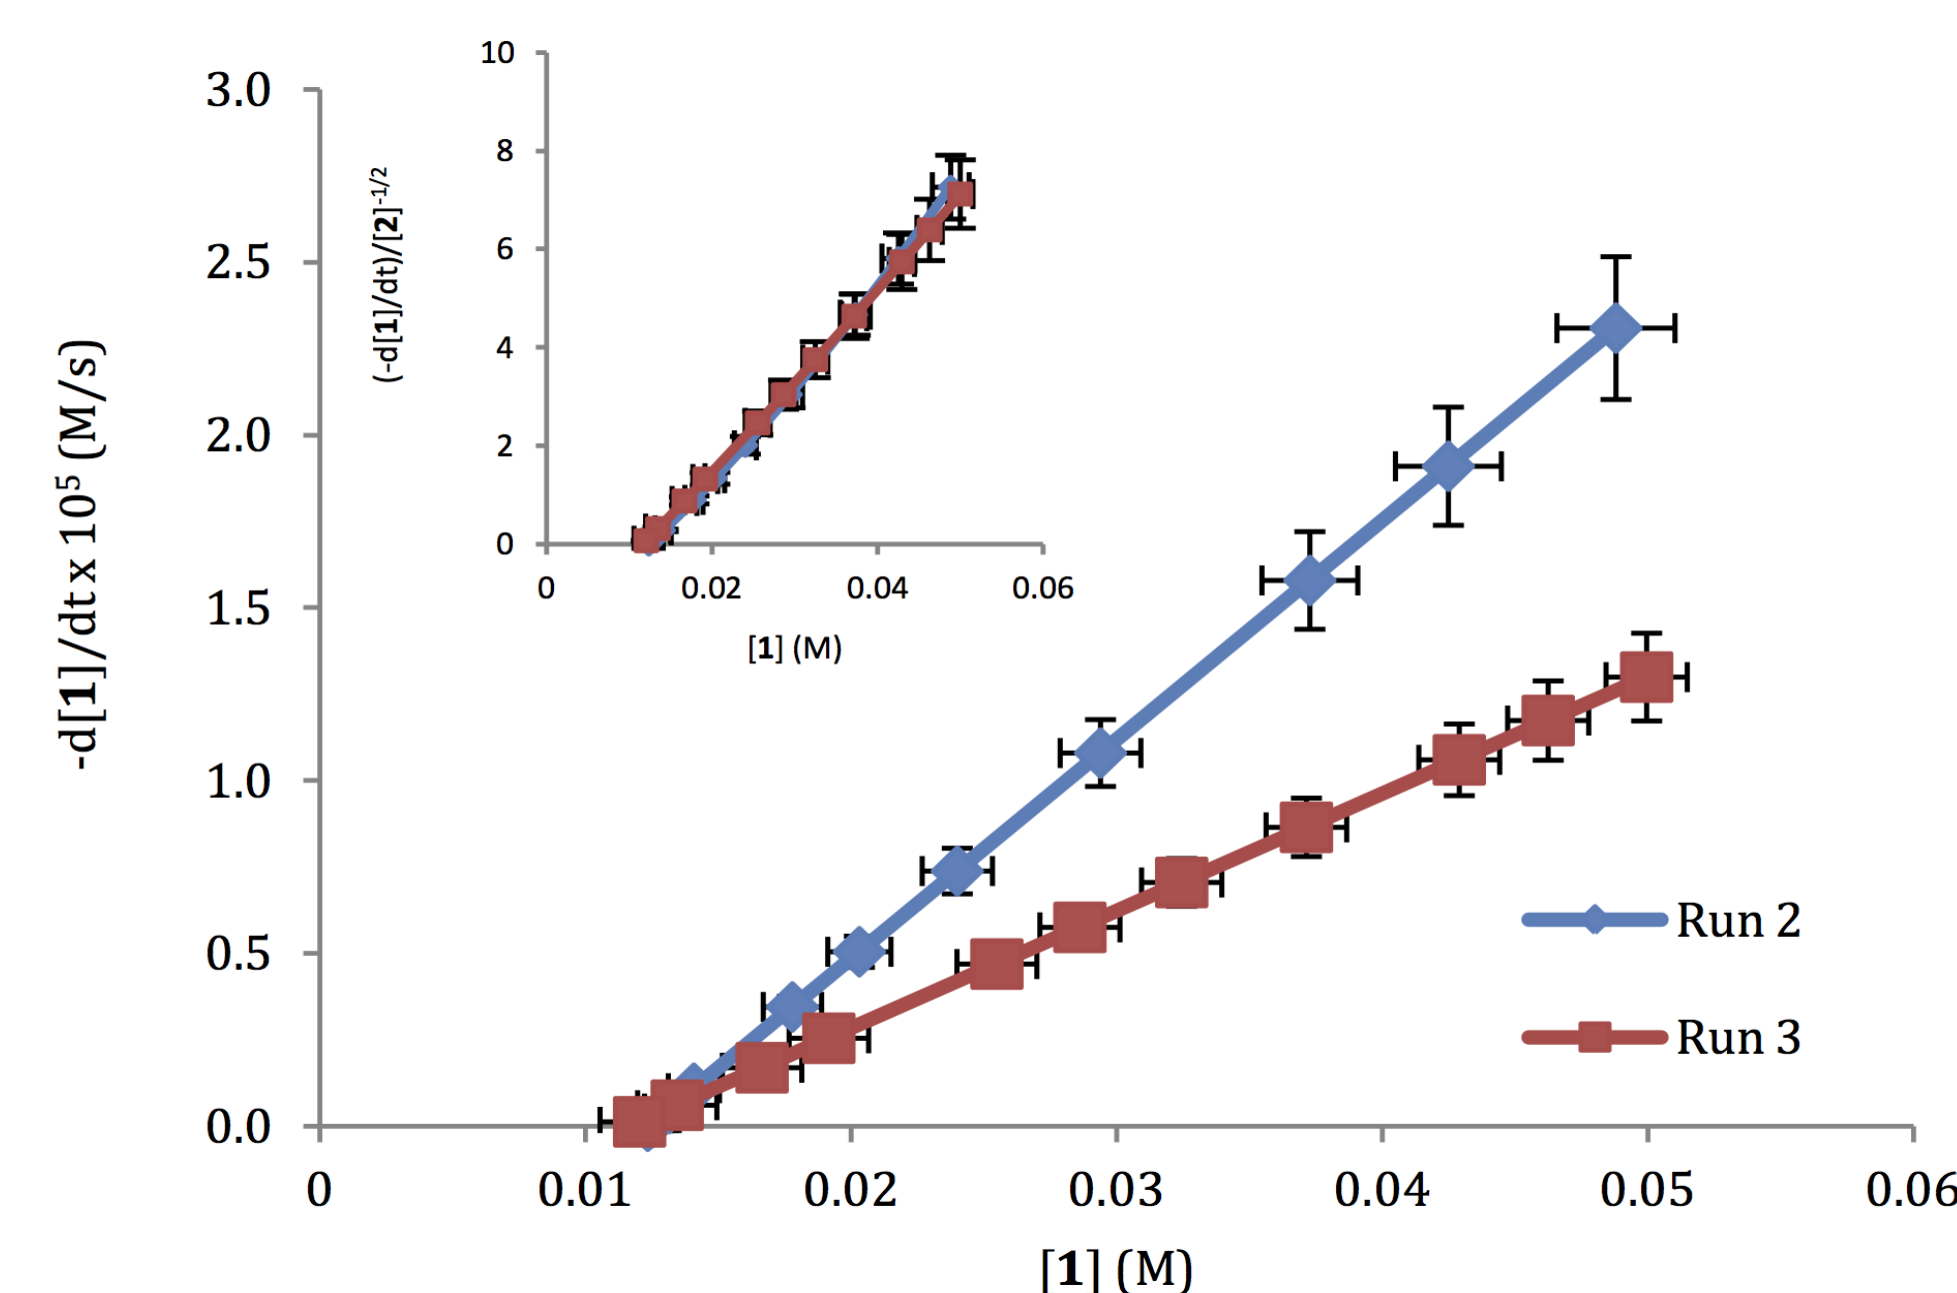 3.0
2.5
2.0
1.5
1.0
0.5
0.0
-d[1]/dt x 10⁵ (M/s)
0 0.01 0.02 0.03 0.04 0.05 0.06
[1] (M)
10
8
6
4
2
0
(-d[1]/dt)/[2]⁻¹/²
0 0.02 0.04 0.06
[1] (M)
Run 2
Run 3